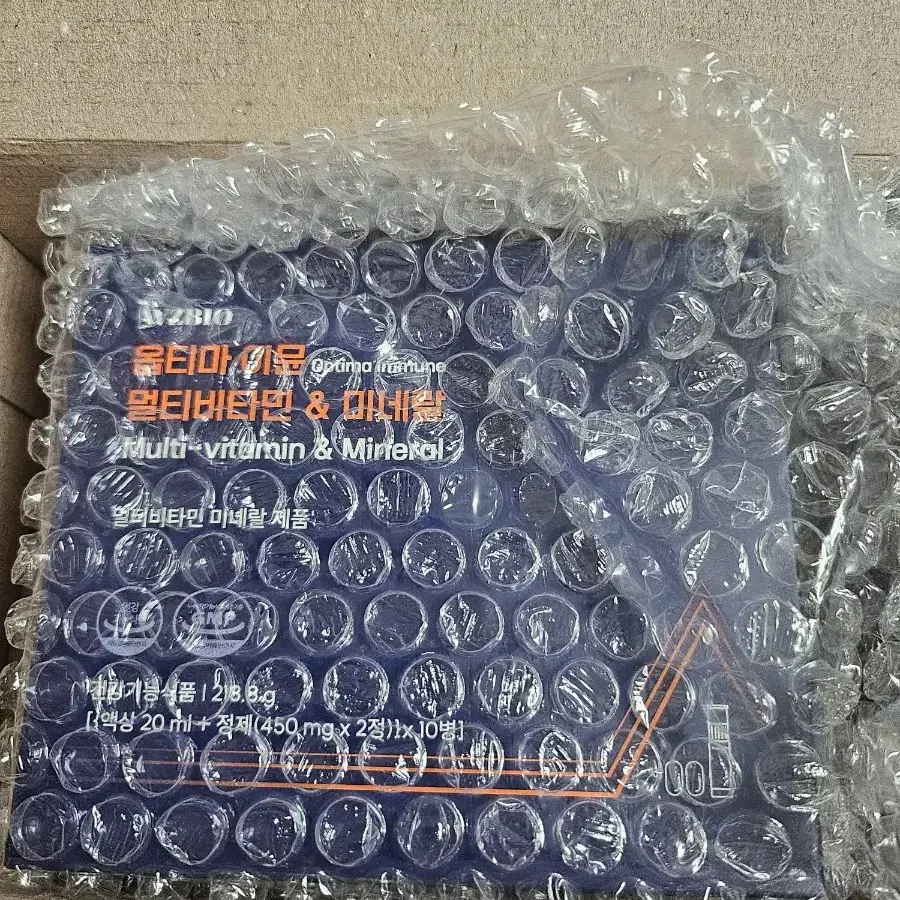 옵티마 이뮨 Optima Immune
멀티비타민 & 미네랄
Multi-vitamin & Mineral
멀티비타민 미네랄 제품
GMP
건강기능식품 | 218.8 g
[{액상 20 ml + 정제(450 mg x 2정)} x 10병]